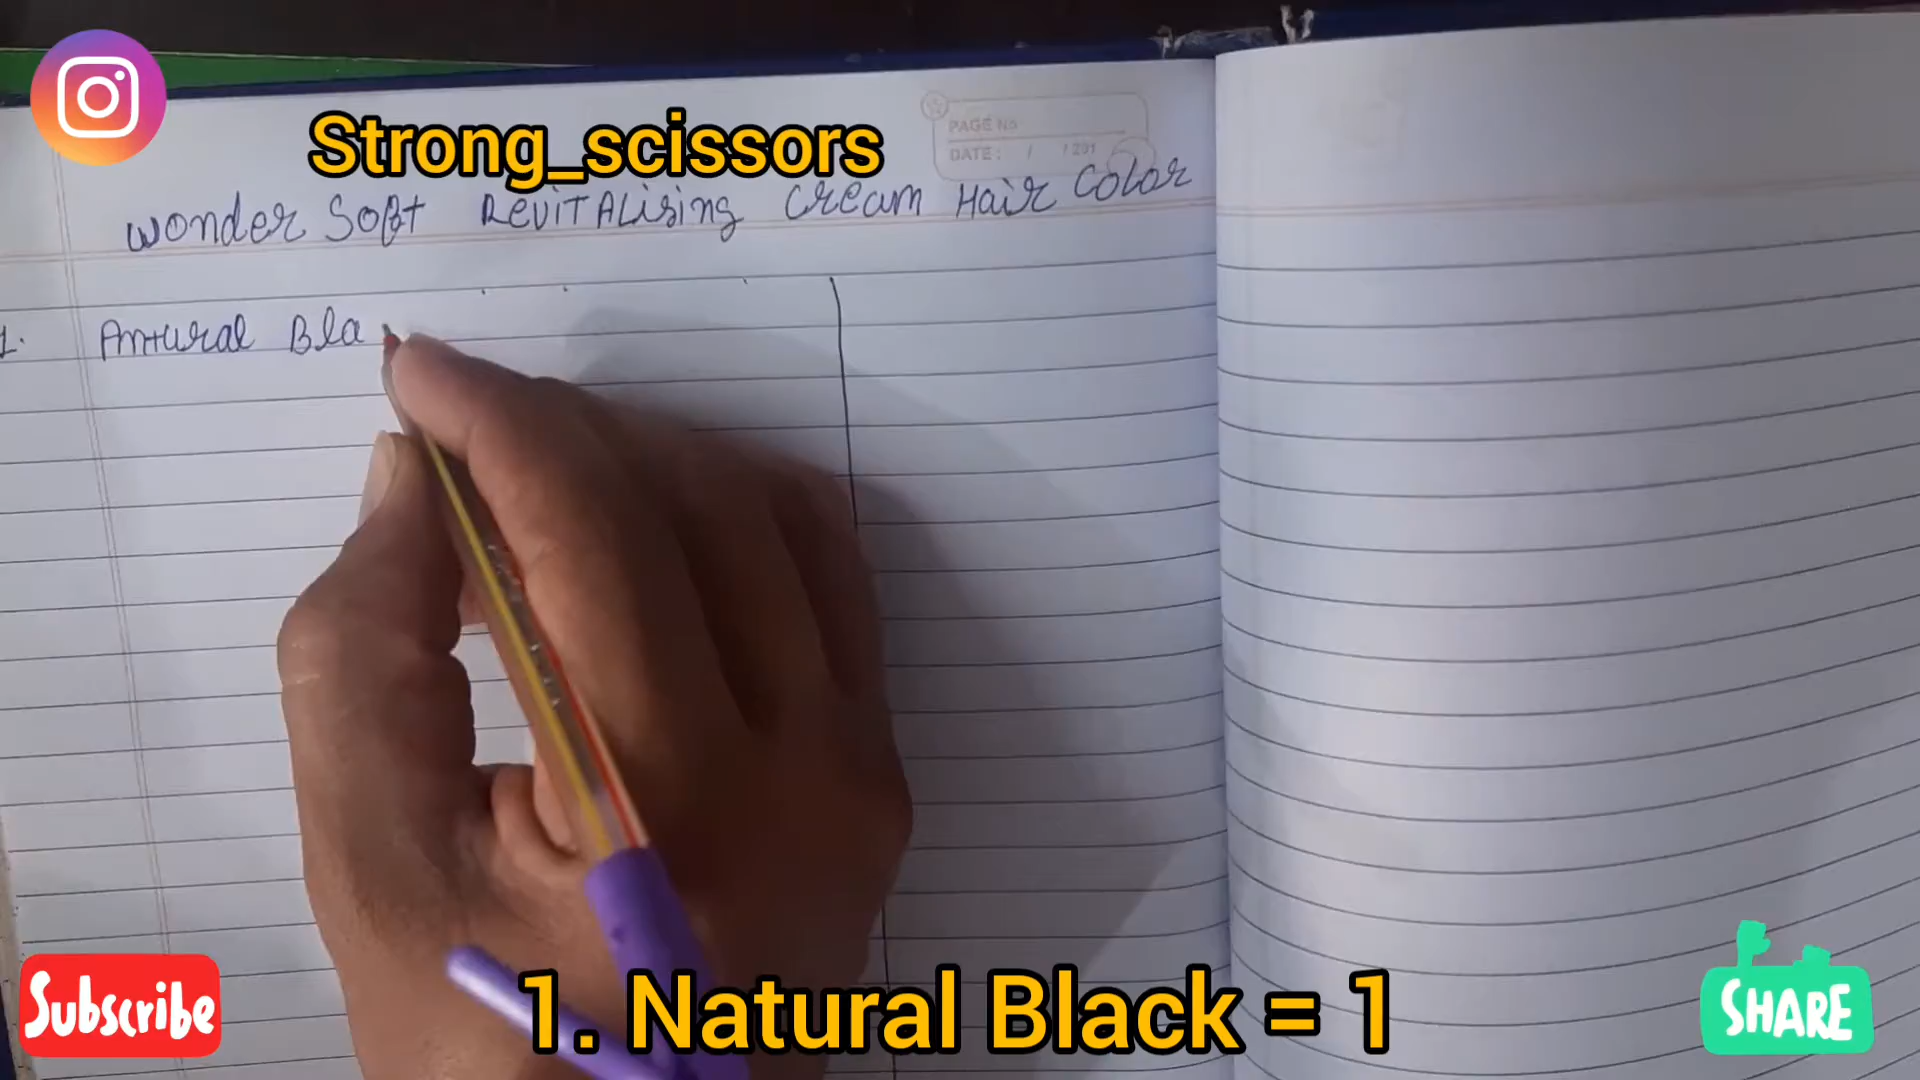 Strong_scissors
PAGE No
DATE: / / 201
Wonder Soft RevitAlising Cream Hair Color
1. Antural Bla
Subscribe
1. Natural Black = 1
SHARE